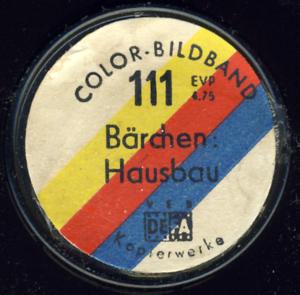 COLOR-BILDBAND
111 EVP
4.75
Bärchen:
Hausbau
VEB
DEFA
Kopierwerke